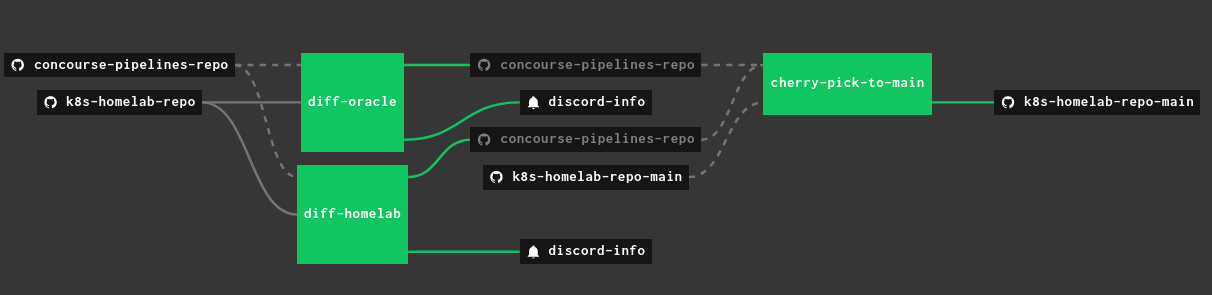 concourse-pipelines-repo
k8s-homelab-repo
diff-oracle
diff-homelab
concourse-pipelines-repo
discord-info
concourse-pipelines-repo
k8s-homelab-repo-main
discord-info
cherry-pick-to-main
k8s-homelab-repo-main